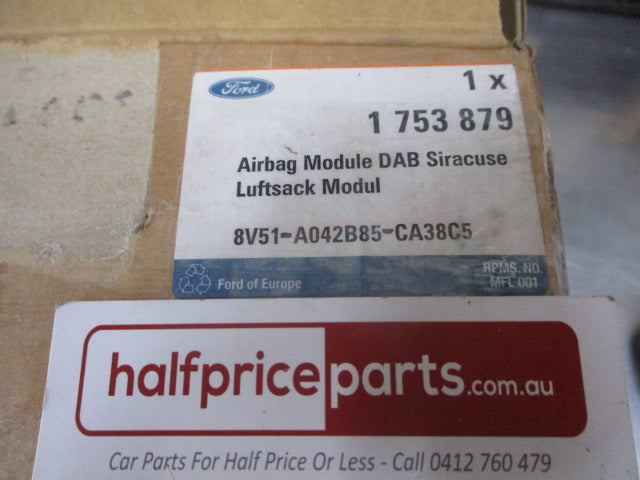 Ford
1 x
1 753 879
Airbag Module DAB Siracuse
Luftsack Modul
8V51-A042B85-CA38C5
Ford of Europe
RPMS. NO.
MFL 001
halfpriceparts.com.au
Car Parts For Half Price Or Less - Call 0412 760 479